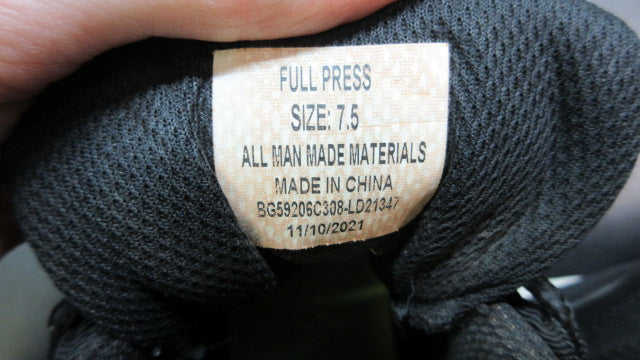 FULL PRESS
SIZE: 7.5
ALL MAN MADE MATERIALS
MADE IN CHINA
BG59206C308-LD21347
11/10/2021